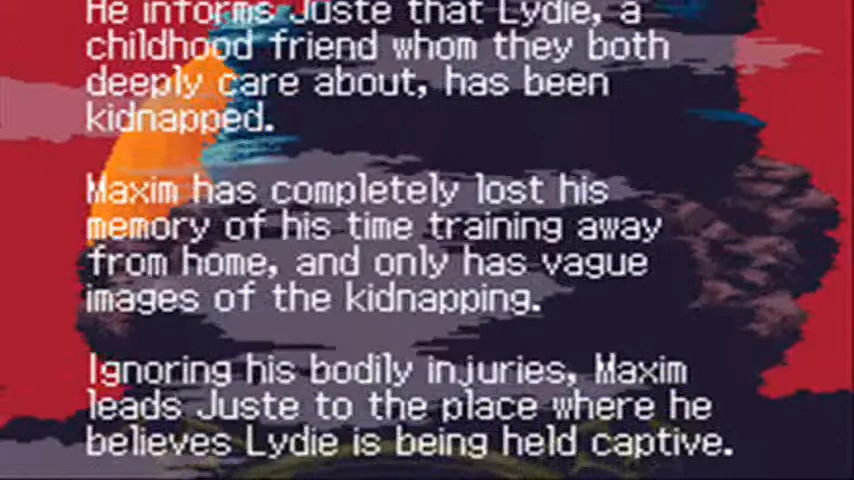 He informs Juste that Lydie, a
childhood friend whom they both
deeply care about, has been
kidnapped.
Maxim has completely lost his
memory of his time training away
from home, and only has vague
images of the kidnapping.
Ignoring his bodily injuries, Maxim
leads Juste to the place where he
believes Lydie is being held captive.